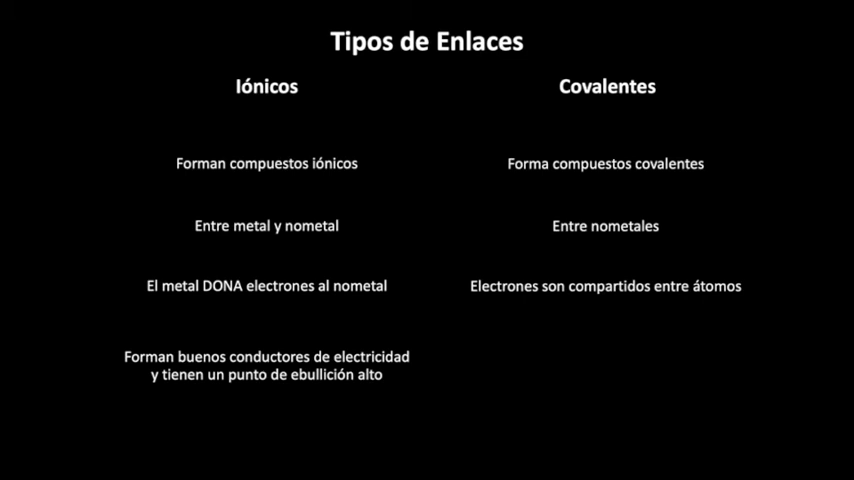 Tipos de Enlaces
Iónicos
Covalentes
Forman compuestos iónicos
Forma compuestos covalentes
Entre metal y nometal
Entre nometales
El metal DONA electrones al nometal
Electrones son compartidos entre átomos
Forman buenos conductores de electricidad
y tienen un punto de ebullición alto